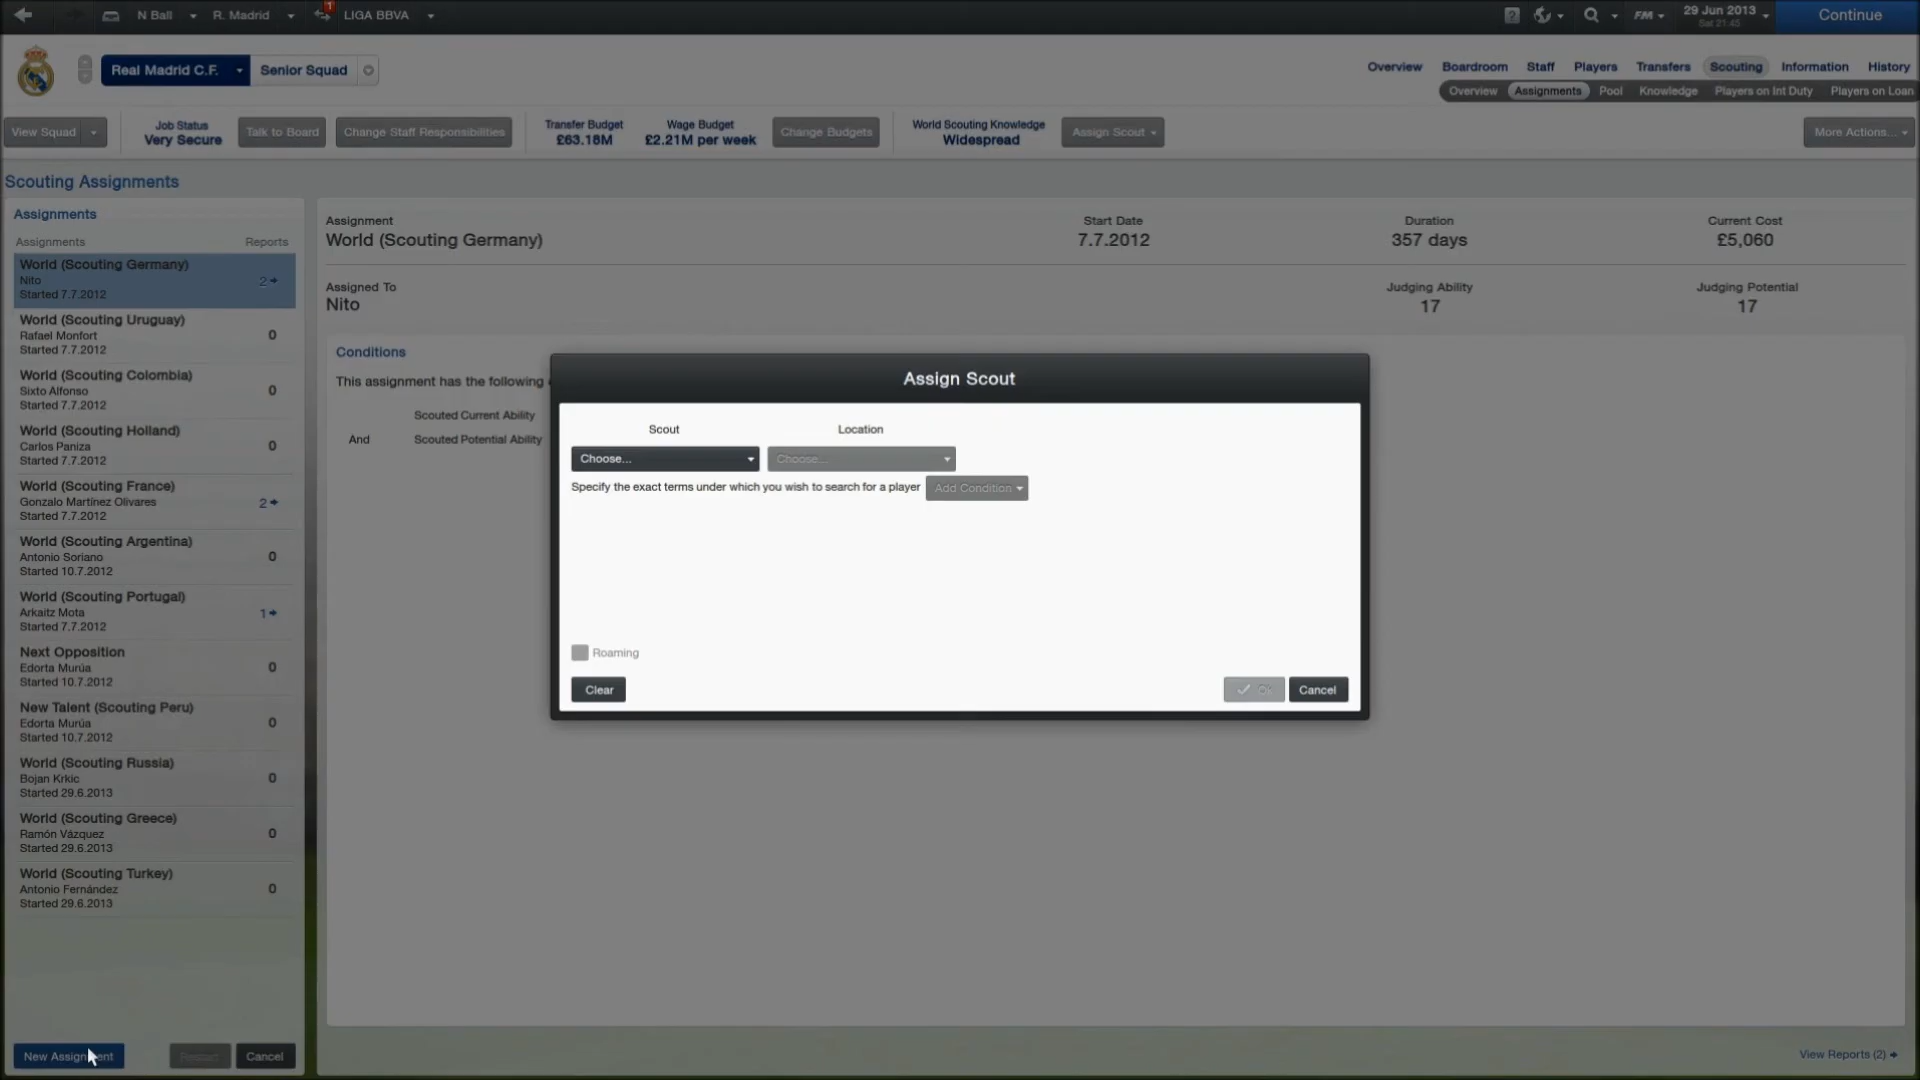 N Ball
R. Madrid
1
LIGA BBVA
FM
29 Jun 2013
Sat 21:45
Continue
Real Madrid C.F.
Senior Squad
Overview
Boardroom
Staff
Players
Transfers
Scouting
Information
History
Overview
Assignments
Pool
Knowledge
Players on Int Duty
Players on Loan
View Squad
Job Status
Very Secure
Talk to Board
Change Staff Responsibilities
Transfer Budget
£63.18M
Wage Budget
£2.21M per week
Change Budgets
World Scouting Knowledge
Widespread
Assign Scout
More Actions...
Scouting Assignments
Assignments
Assignments Reports
World (Scouting Germany)
Nito 2
Started 7.7.2012
World (Scouting Uruguay)
Rafael Monfort 0
Started 7.7.2012
World (Scouting Colombia)
Sixto Alfonso 0
Started 7.7.2012
World (Scouting Holland)
Carlos Paniza 0
Started 7.7.2012
World (Scouting France)
Gonzalo Martínez Olivares 2
Started 7.7.2012
World (Scouting Argentina)
Antonio Soriano 0
Started 10.7.2012
World (Scouting Portugal)
Arkaitz Mota 1
Started 7.7.2012
Next Opposition
Edorta Murúa 0
Started 10.7.2012
New Talent (Scouting Peru)
Edorta Murúa 0
Started 10.7.2012
World (Scouting Russia)
Bojan Krkic 0
Started 29.6.2013
World (Scouting Greece)
Ramón Vázquez 0
Started 29.6.2013
World (Scouting Turkey)
Antonio Fernández 0
Started 29.6.2013
New Assignment
Restart
Cancel
Assignment
World (Scouting Germany)
Start Date
7.7.2012
Duration
357 days
Current Cost
£5,060
Assigned To
Nito
Judging Ability
17
Judging Potential
17
Conditions
This assignment has the following
Scouted Current Ability
And Scouted Potential Ability
Assign Scout
Scout
Location
Choose...
Choose...
Specify the exact terms under which you wish to search for a player
Add Condition
Roaming
Clear
Ok
Cancel
View Reports (2)